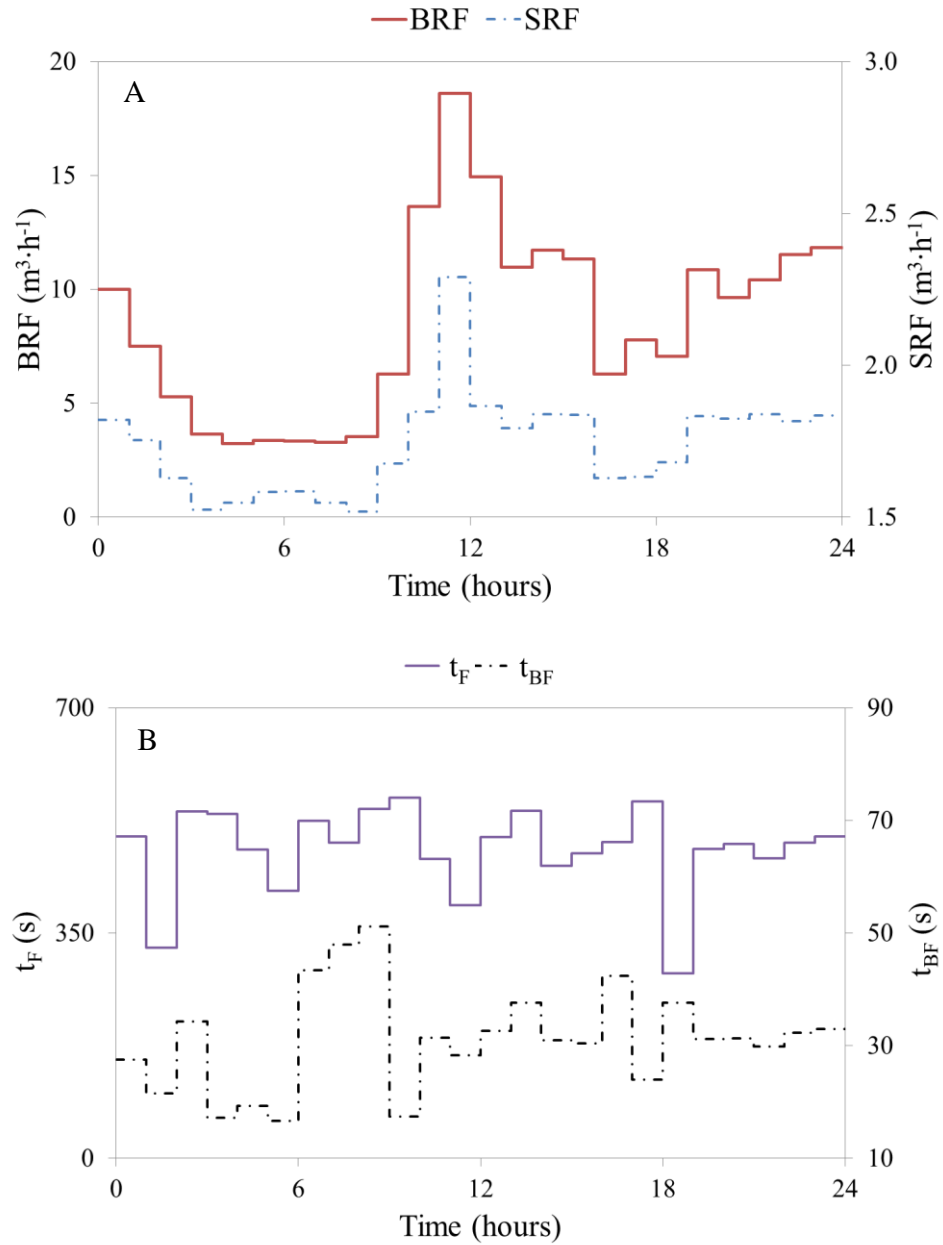 BRF SRF
A
20
15
10
5
0
BRF (m³·h⁻¹)
3.0
2.5
2.0
1.5
SRF (m³·h⁻¹)
0 6 12 18 24
Time (hours)
t_F t_BF
B
700
350
0
t_F (s)
90
70
50
30
10
t_BF (s)
0 6 12 18 24
Time (hours)